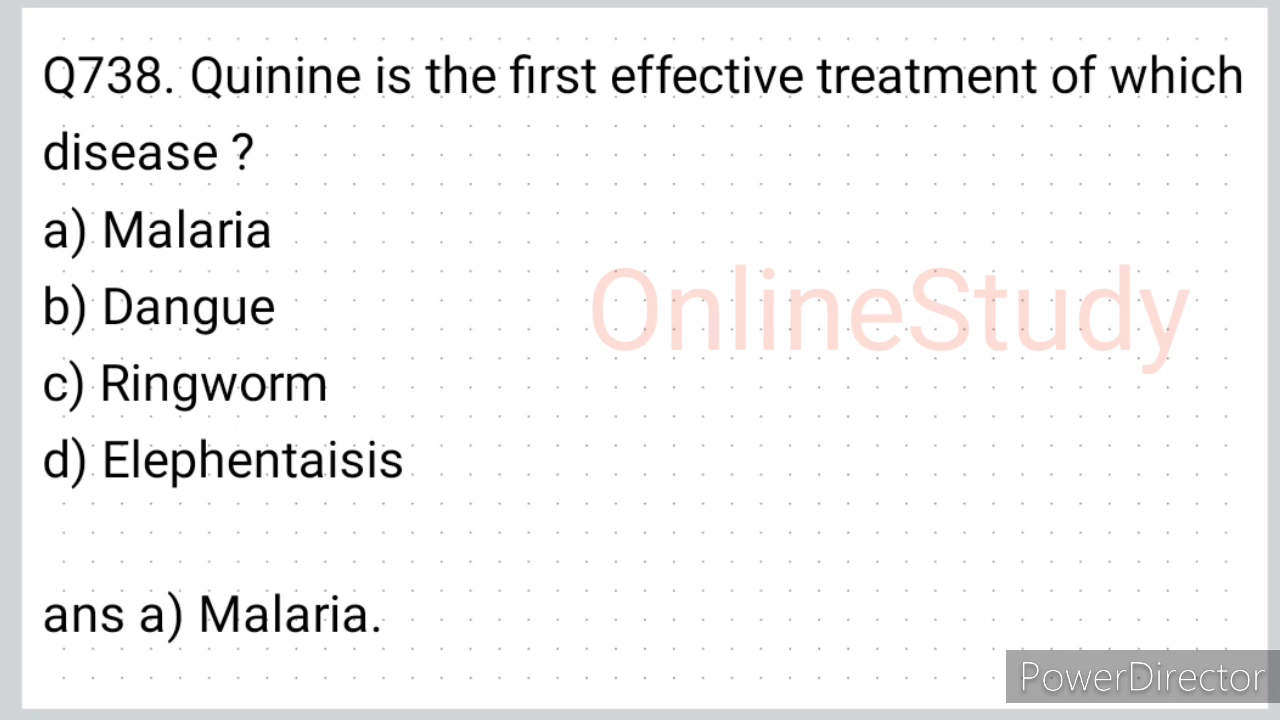 Q738. Quinine is the first effective treatment of which
disease ?
a) Malaria
b) Dangue
c) Ringworm
d) Elephentaisis
OnlineStudy
ans a) Malaria.
PowerDirector